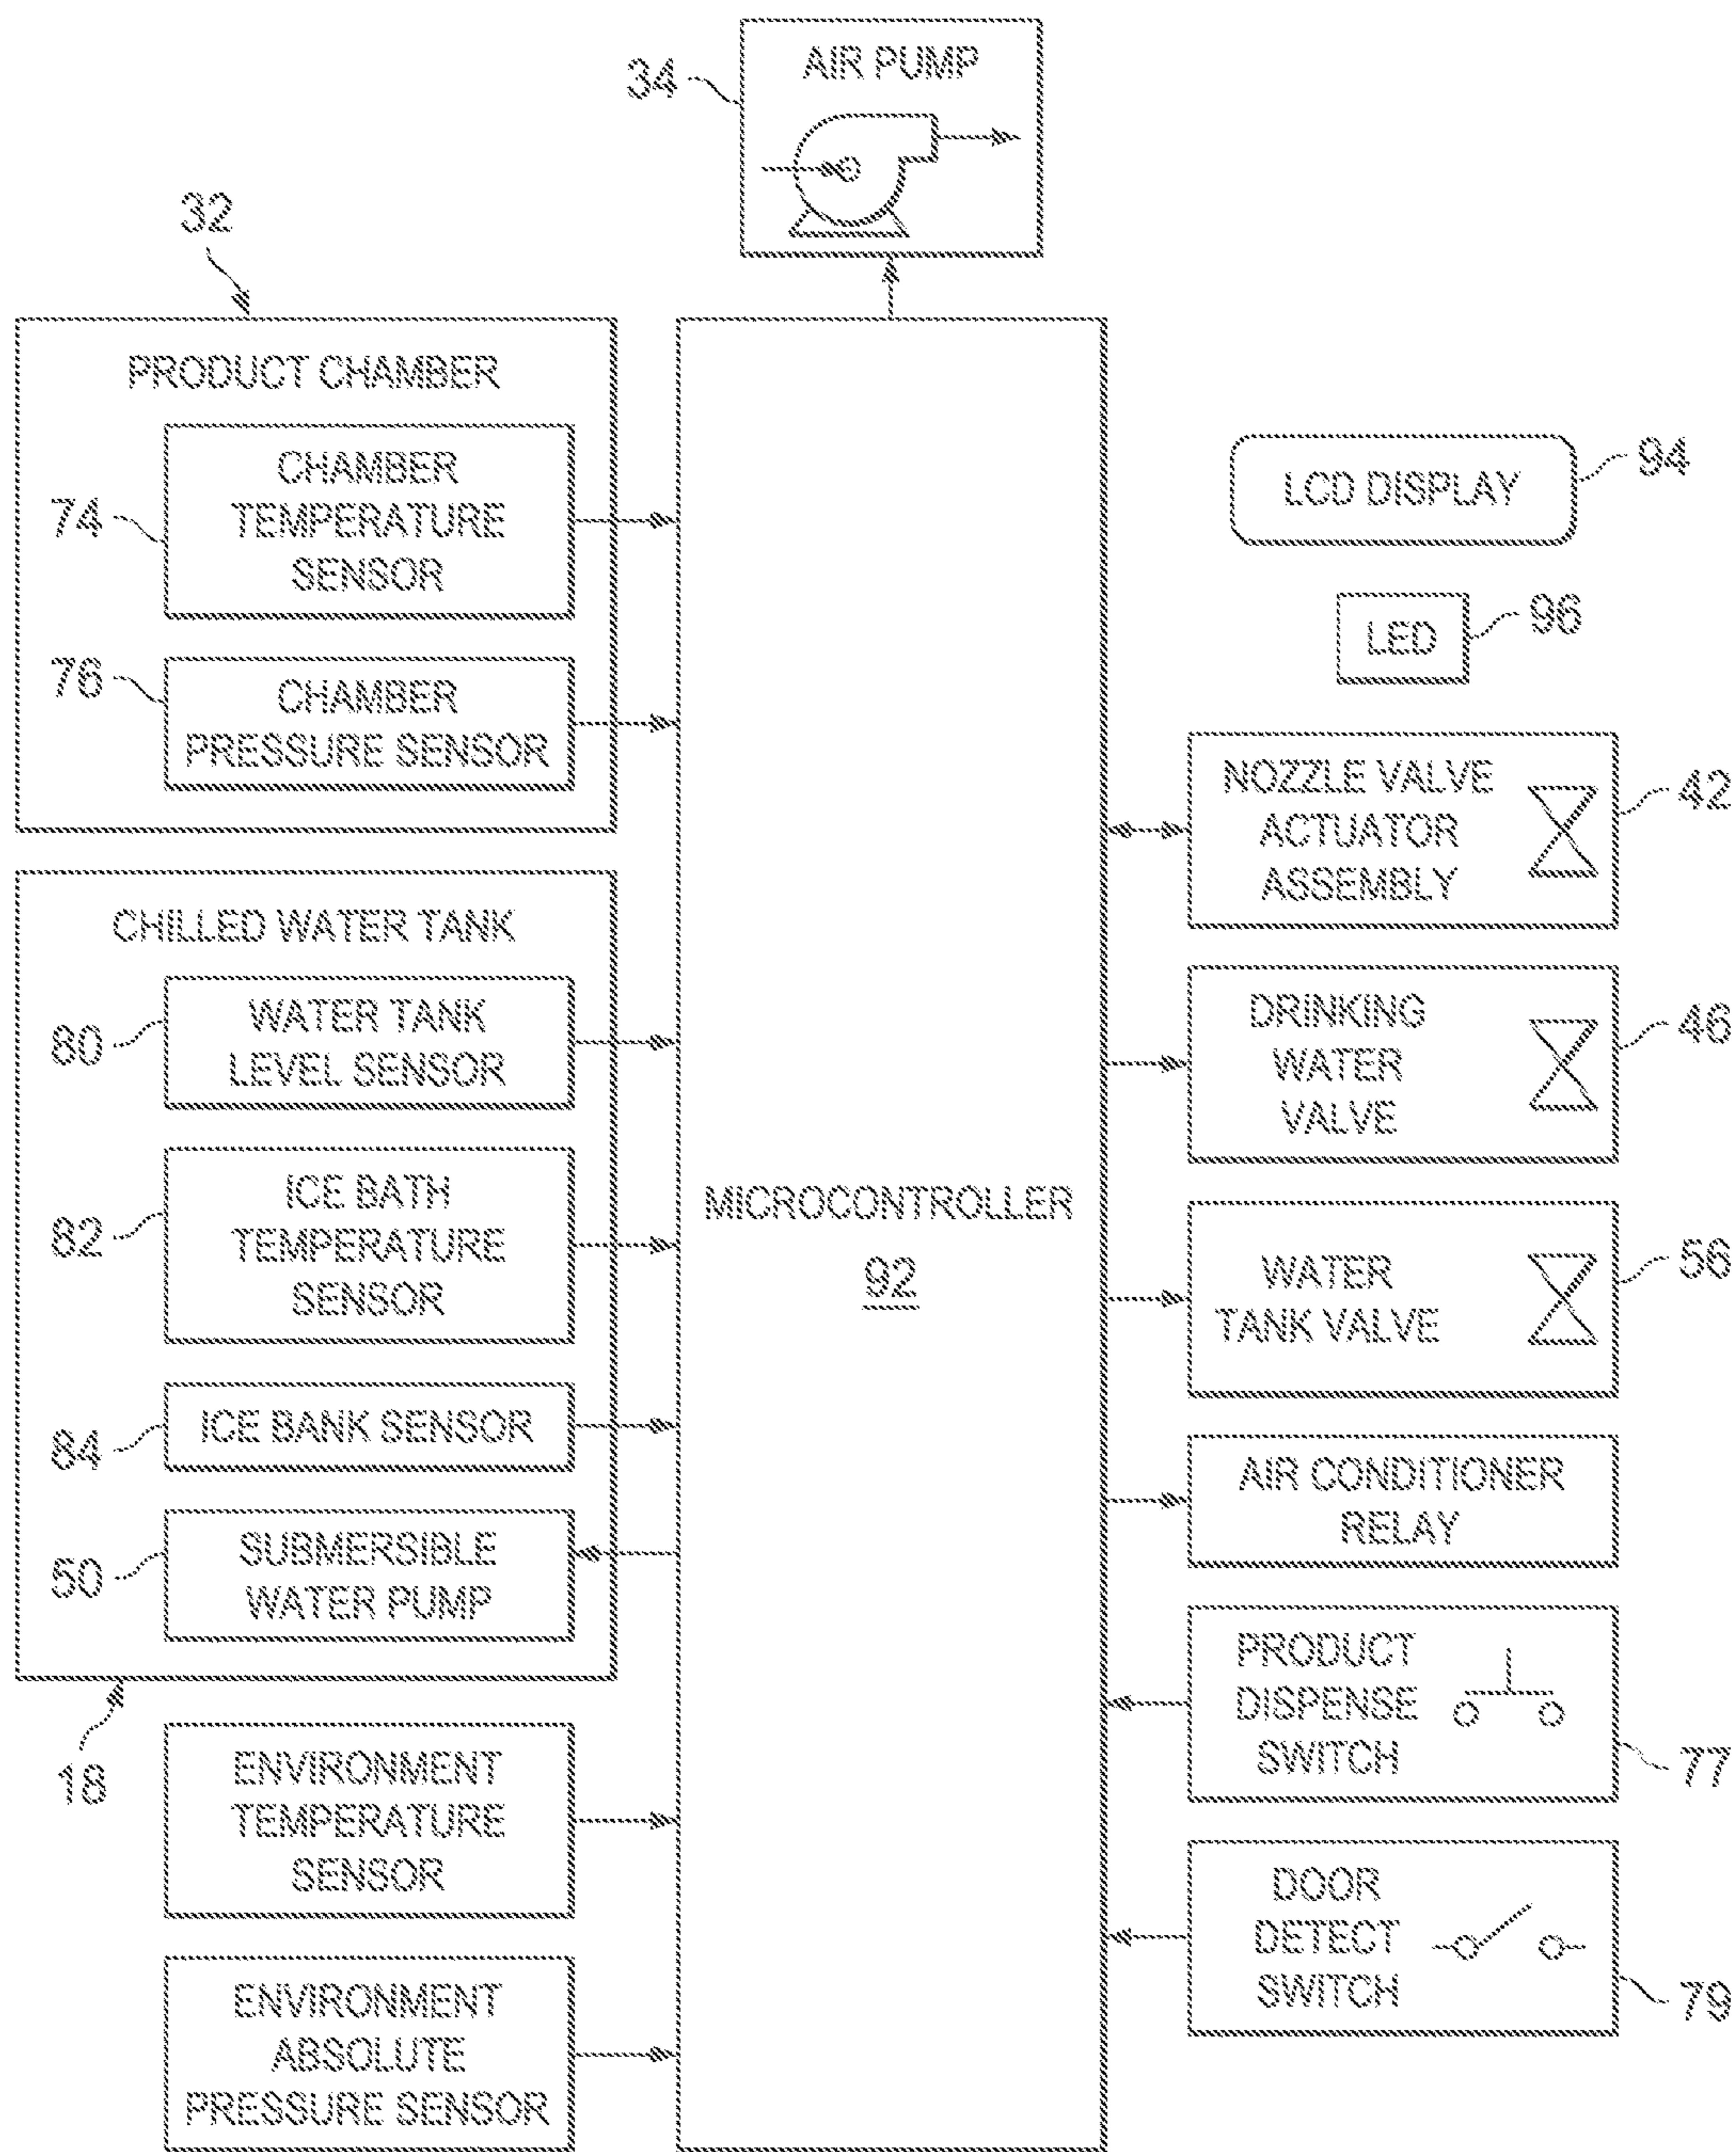 34
AIR PUMP
32
PRODUCT CHAMBER
74
CHAMBER
TEMPERATURE
SENSOR
76
CHAMBER
PRESSURE SENSOR
CHILLED WATER TANK
80
WATER TANK
LEVEL SENSOR
82
ICE BATH
TEMPERATURE
SENSOR
84
ICE BANK SENSOR
50
SUBMERSIBLE
WATER PUMP
18
ENVIRONMENT
TEMPERATURE
SENSOR
ENVIRONMENT
ABSOLUTE
PRESSURE SENSOR
MICROCONTROLLER
92
LCD DISPLAY
94
LED
96
NOZZLE VALVE
ACTUATOR
ASSEMBLY
42
DRINKING
WATER
VALVE
46
WATER
TANK VALVE
56
AIR CONDITIONER
RELAY
PRODUCT
DISPENSE
SWITCH
77
DOOR
DETECT
SWITCH
79